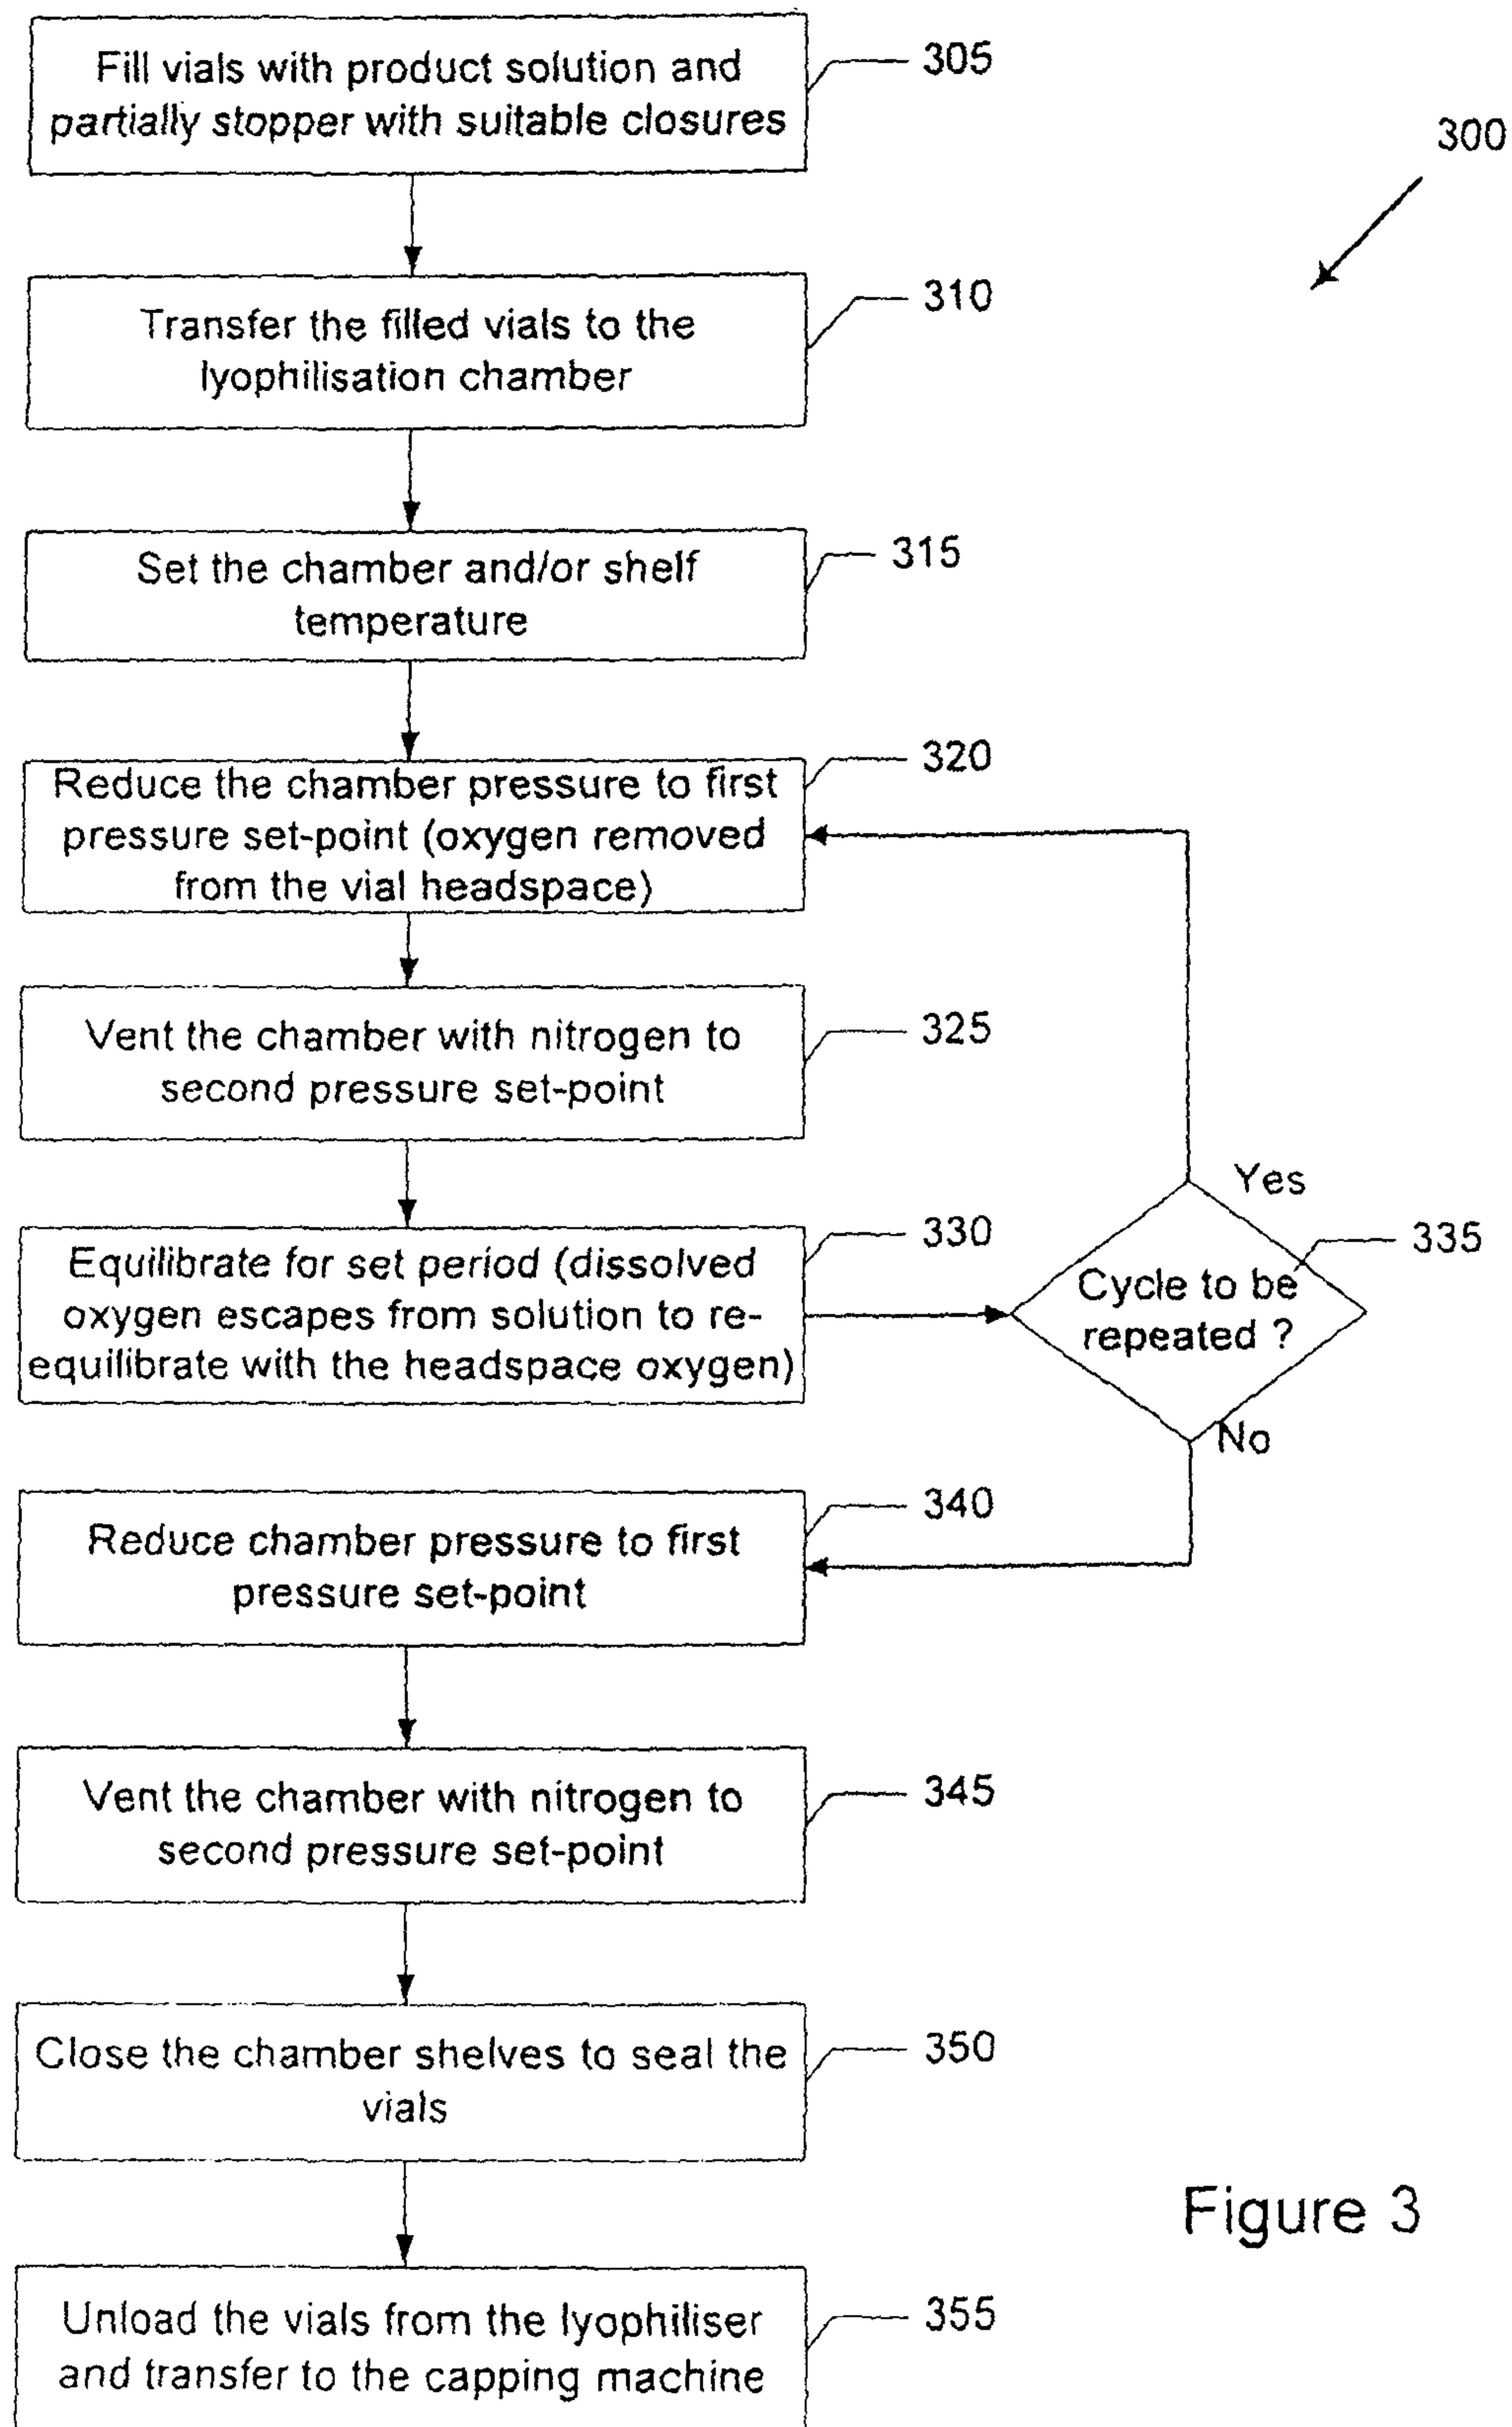 Fill vials with product solution and
partially stopper with suitable closures
305
300
Transfer the filled vials to the
lyophilisation chamber
310
Set the chamber and/or shelf
temperature
315
Reduce the chamber pressure to first
pressure set-point (oxygen removed
from the vial headspace)
320
Vent the chamber with nitrogen to
second pressure set-point
325
Equilibrate for set period (dissolved
oxygen escapes from solution to re-
equilibrate with the headspace oxygen)
330
Yes
335
Cycle to be
repeated ?
No
Reduce chamber pressure to first
pressure set-point
340
Vent the chamber with nitrogen to
second pressure set-point
345
Close the chamber shelves to seal the
vials
350
Figure 3
Unload the vials from the lyophiliser
and transfer to the capping machine
355